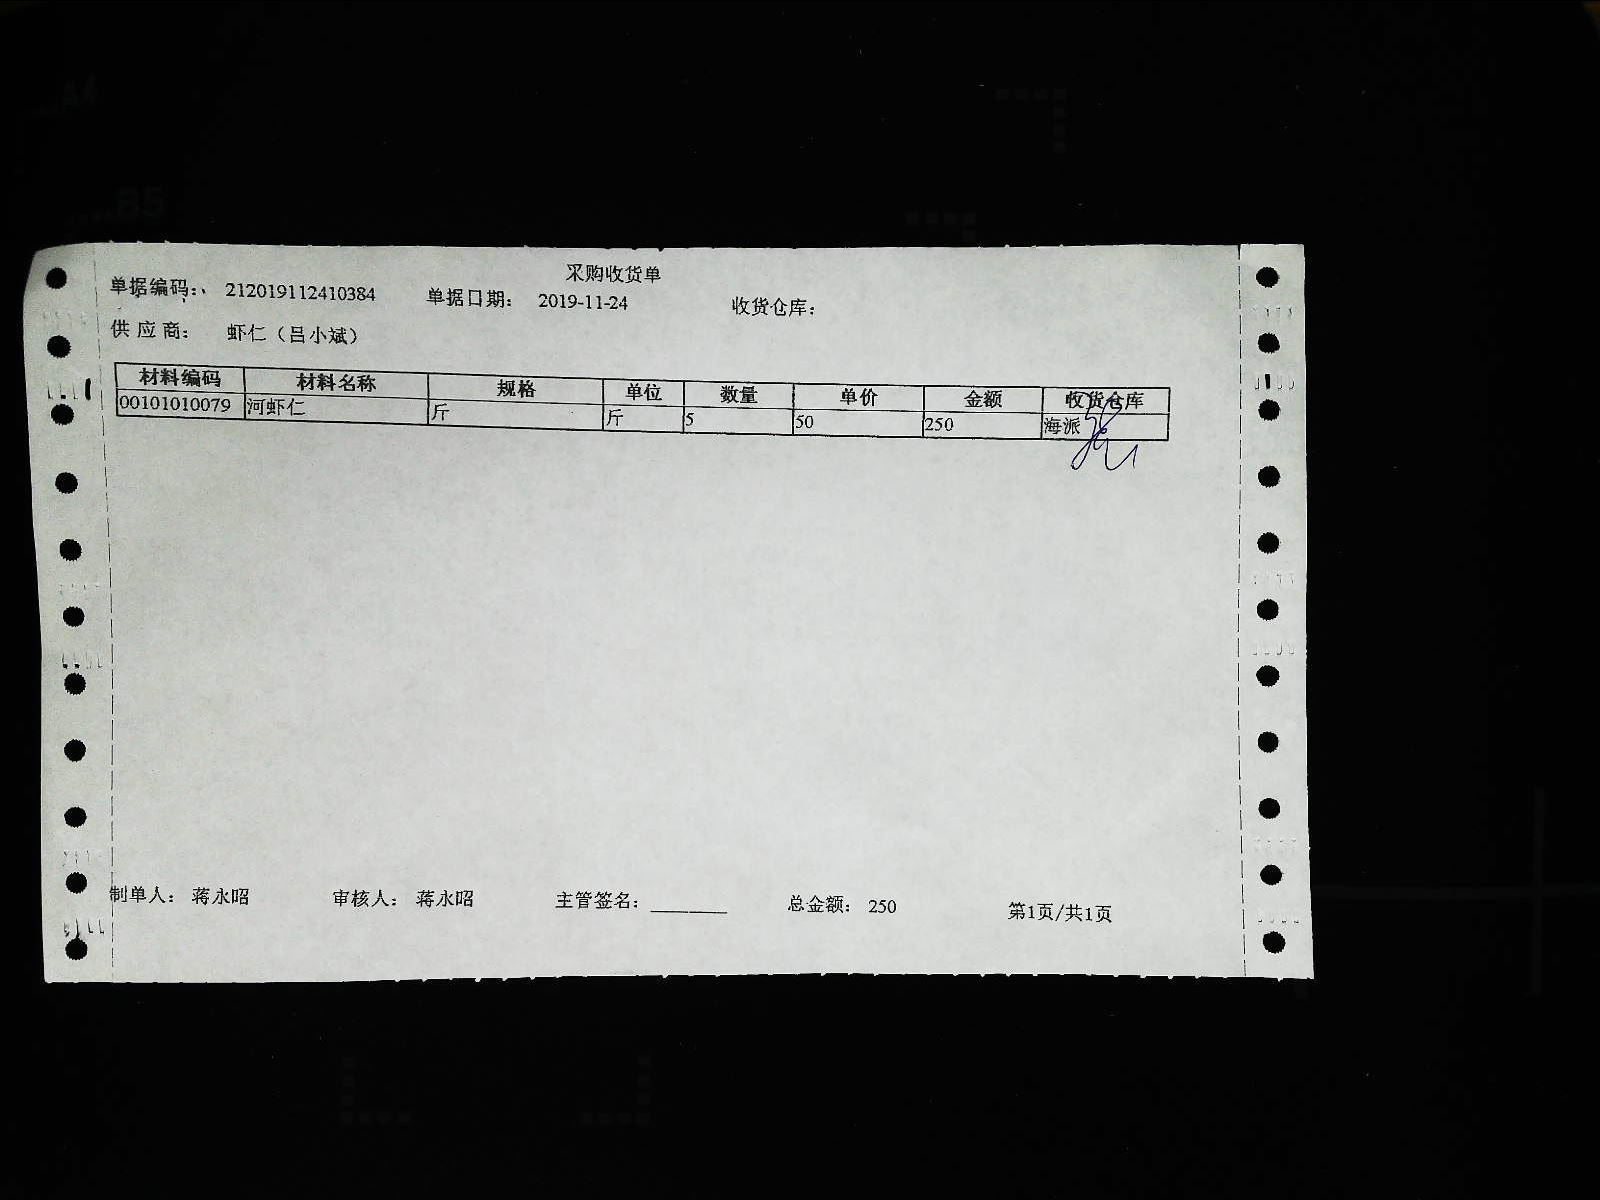 采购收货单
单据编码: 212019112410384 单据日期: 2019-11-24 收货仓库:
供应商: 虾仁（吕小斌）
材料编码 材料名称 规格 单位 数量 单价 金额 收货仓库
00101010079 河虾仁 斤 斤 5 50 250 海派
制单人: 蒋永昭 审核人: 蒋永昭 主管签名:________ 总金额: 250 第1页/共1页